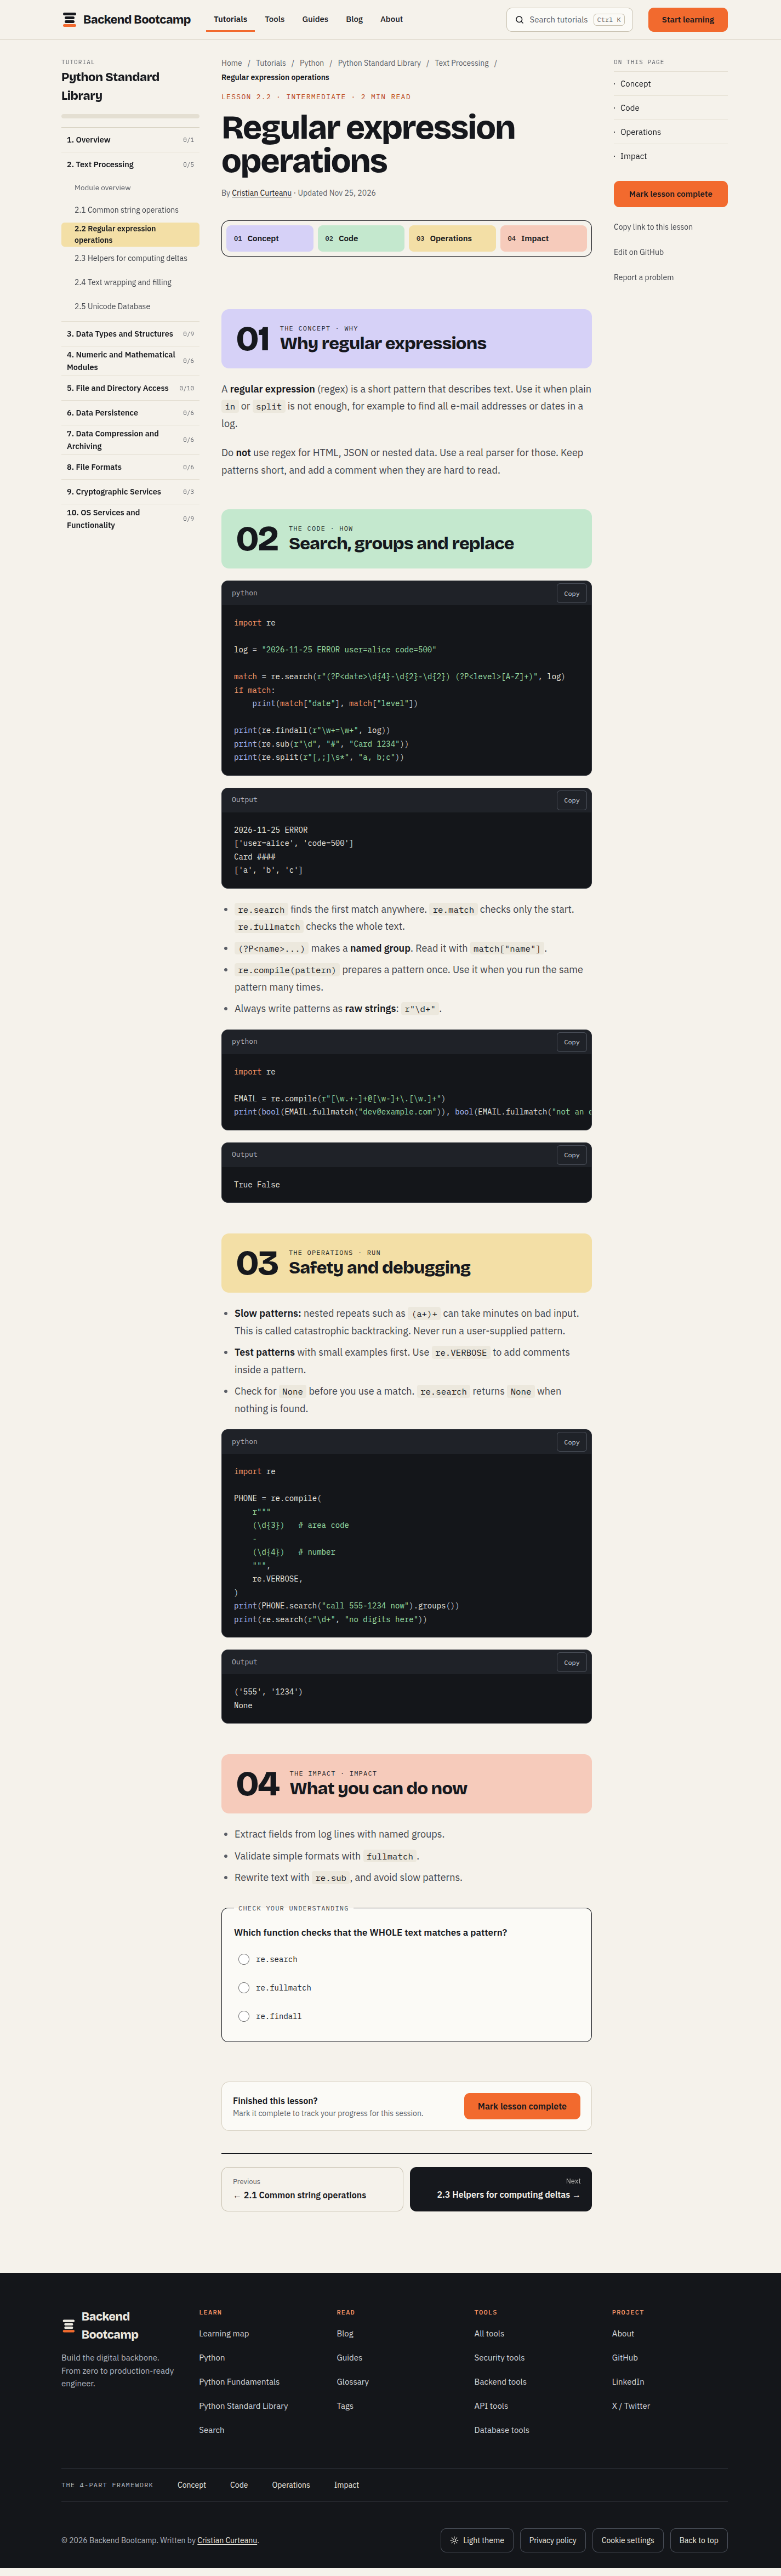 Backend Bootcamp
Tutorials
Tools
Guides
Blog
About
Search tutorials
Ctrl K
Start learning
TUTORIAL
Python Standard
Library
1. Overview 0/1
2. Text Processing 0/5
Module overview
2.1 Common string operations
2.2 Regular expression
operations
2.3 Helpers for computing deltas
2.4 Text wrapping and filling
2.5 Unicode Database
3. Data Types and Structures 0/9
4. Numeric and Mathematical
Modules 0/6
5. File and Directory Access 0/10
6. Data Persistence 0/6
7. Data Compression and
Archiving 0/6
8. File Formats 0/6
9. Cryptographic Services 0/3
10. OS Services and
Functionality 0/9
Home / Tutorials / Python / Python Standard Library / Text Processing /
Regular expression operations
LESSON 2.2 · INTERMEDIATE · 2 MIN READ
Regular expression
operations
By Cristian Curteanu · Updated Nov 25, 2026
01 Concept
02 Code
03 Operations
04 Impact
01
THE CONCEPT · WHY
Why regular expressions
A regular expression (regex) is a short pattern that describes text. Use it when plain
in or split is not enough, for example to find all e-mail addresses or dates in a
log.
Do not use regex for HTML, JSON or nested data. Use a real parser for those. Keep
patterns short, and add a comment when they are hard to read.
02
THE CODE · HOW
Search, groups and replace
python
Copy
import re
log = "2026-11-25 ERROR user=alice code=500"
match = re.search(r"(?P<date>\d{4}-\d{2}-\d{2}) (?P<level>[A-Z]+)", log)
if match:
    print(match["date"], match["level"])
print(re.findall(r"\w+=\w+", log))
print(re.sub(r"\d", "#", "Card 1234"))
print(re.split(r"[,;]\s*", "a, b;c"))
Output
Copy
2026-11-25 ERROR
['user=alice', 'code=500']
Card ####
['a', 'b', 'c']
• re.search finds the first match anywhere. re.match checks only the start.
re.fullmatch checks the whole text.
• (?P<name>...) makes a named group. Read it with match["name"].
• re.compile(pattern) prepares a pattern once. Use it when you run the same
pattern many times.
• Always write patterns as raw strings: r"\d+".
python
Copy
import re
EMAIL = re.compile(r"[\w.+-]+@[\w-]+\.[\w.]+")
print(bool(EMAIL.fullmatch("dev@example.com")), bool(EMAIL.fullmatch("not an e
Output
Copy
True False
03
THE OPERATIONS · RUN
Safety and debugging
• Slow patterns: nested repeats such as (a+)+ can take minutes on bad input.
This is called catastrophic backtracking. Never run a user-supplied pattern.
• Test patterns with small examples first. Use re.VERBOSE to add comments
inside a pattern.
• Check for None before you use a match. re.search returns None when
nothing is found.
python
Copy
import re
PHONE = re.compile(
    r"""
    (\d{3})   # area code
    -
    (\d{4})   # number
    """,
    re.VERBOSE,
)
print(PHONE.search("call 555-1234 now").groups())
print(re.search(r"\d+", "no digits here"))
Output
Copy
('555', '1234')
None
04
THE IMPACT · IMPACT
What you can do now
• Extract fields from log lines with named groups.
• Validate simple formats with fullmatch.
• Rewrite text with re.sub, and avoid slow patterns.
CHECK YOUR UNDERSTANDING
Which function checks that the WHOLE text matches a pattern?
re.search
re.fullmatch
re.findall
Finished this lesson?
Mark it complete to track your progress for this session.
Mark lesson complete
Previous
← 2.1 Common string operations
Next
2.3 Helpers for computing deltas →
ON THIS PAGE
· Concept
· Code
· Operations
· Impact
Mark lesson complete
Copy link to this lesson
Edit on GitHub
Report a problem
Backend
Bootcamp
Build the digital backbone.
From zero to production-ready
engineer.
LEARN
Learning map
Python
Python Fundamentals
Python Standard Library
Search
READ
Blog
Guides
Glossary
Tags
TOOLS
All tools
Security tools
Backend tools
API tools
Database tools
PROJECT
About
GitHub
LinkedIn
X / Twitter
THE 4-PART FRAMEWORK
Concept
Code
Operations
Impact
© 2026 Backend Bootcamp. Written by Cristian Curteanu.
Light theme
Privacy policy
Cookie settings
Back to top